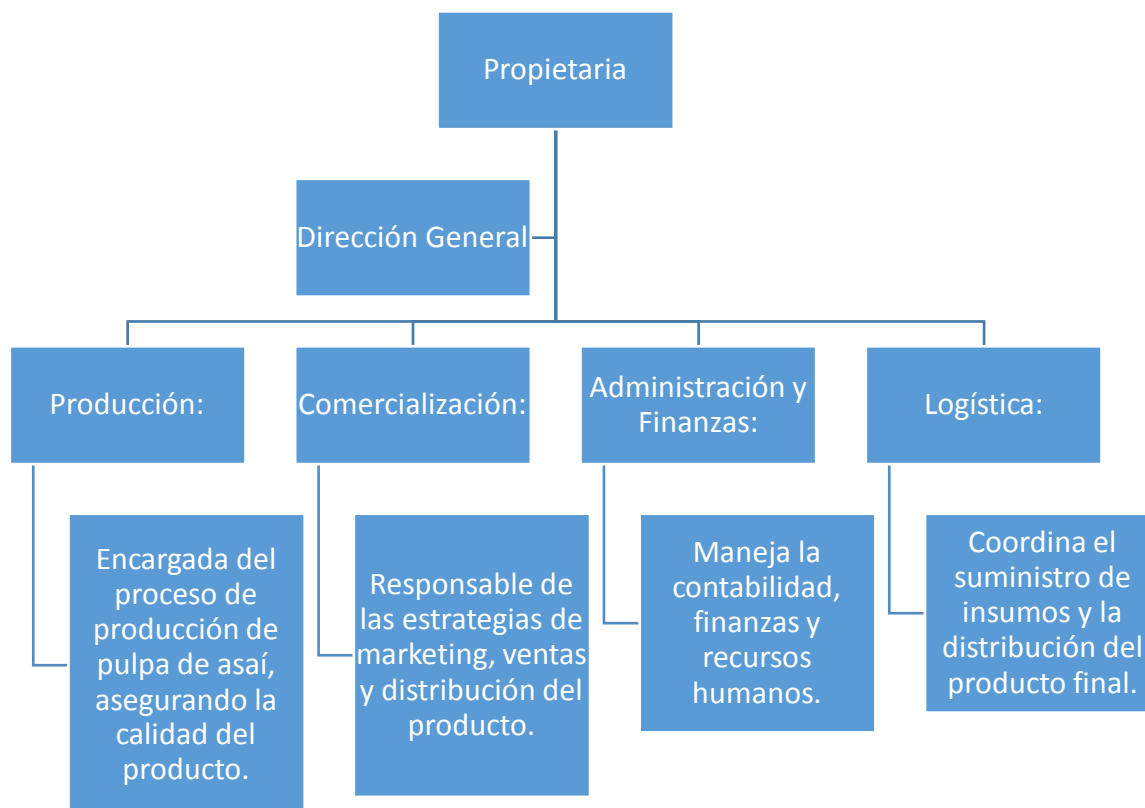 Propietaria
Dirección General
Producción:
Comercialización:
Administración y
Finanzas:
Logística:
Encargada del
proceso de
producción de
pulpa de asaí,
asegurando la
calidad del
producto.
Responsable de
las estrategias de
marketing, ventas
y distribución del
producto.
Maneja la
contabilidad,
finanzas y
recursos
humanos.
Coordina el
suministro de
insumos y la
distribución del
producto final.